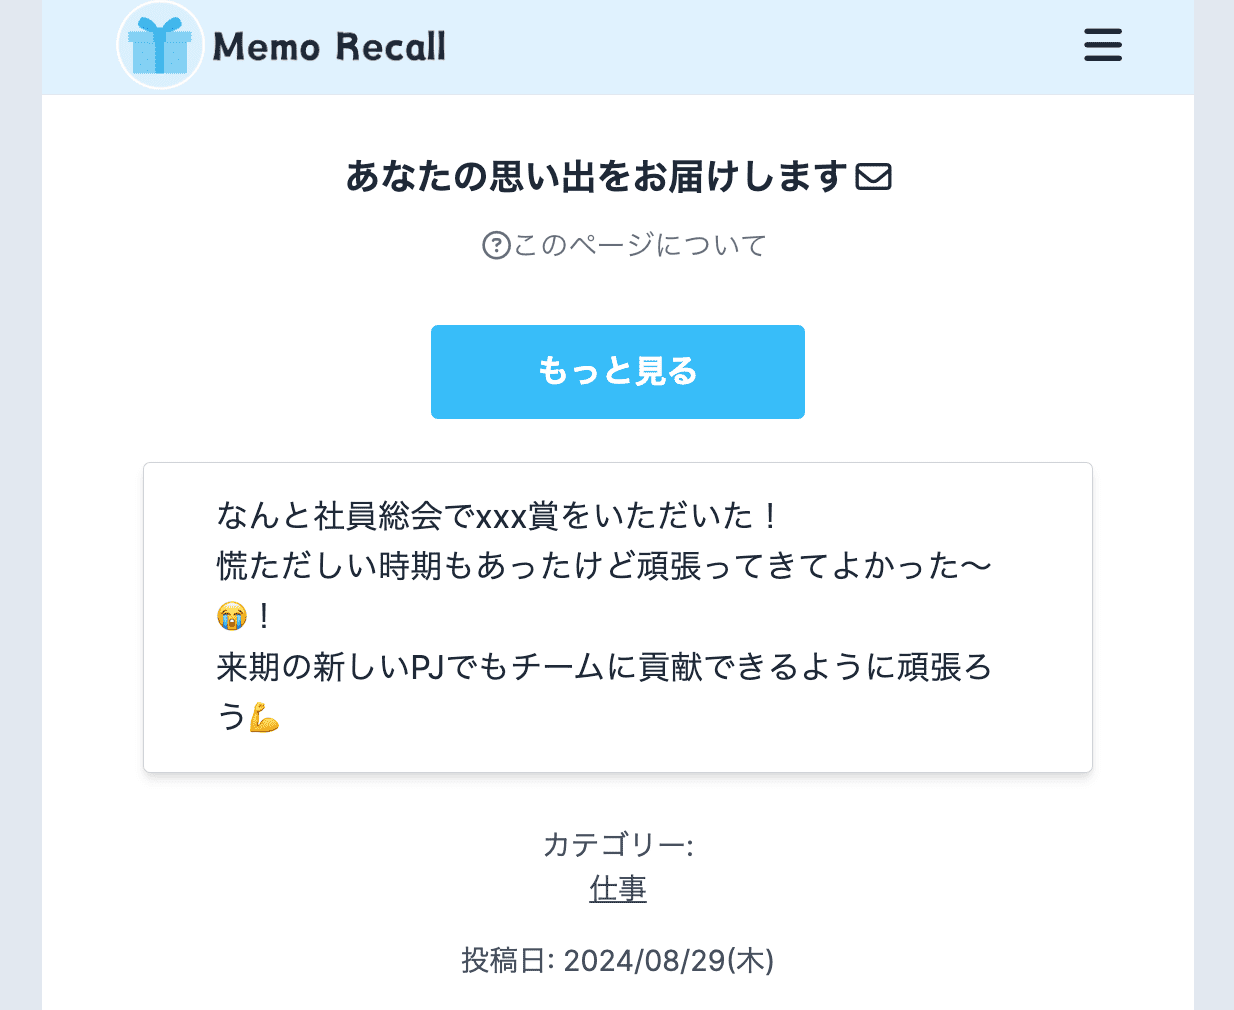 Memo Recall
あなたの思い出をお届けします
?このページについて
もっと見る
なんと社員総会でxxx賞をいただいた！
慌ただしい時期もあったけど頑張ってきてよかった〜
😭！
来期の新しいPJでもチームに貢献できるように頑張ろ
う💪
カテゴリー:
仕事
投稿日: 2024/08/29(木)